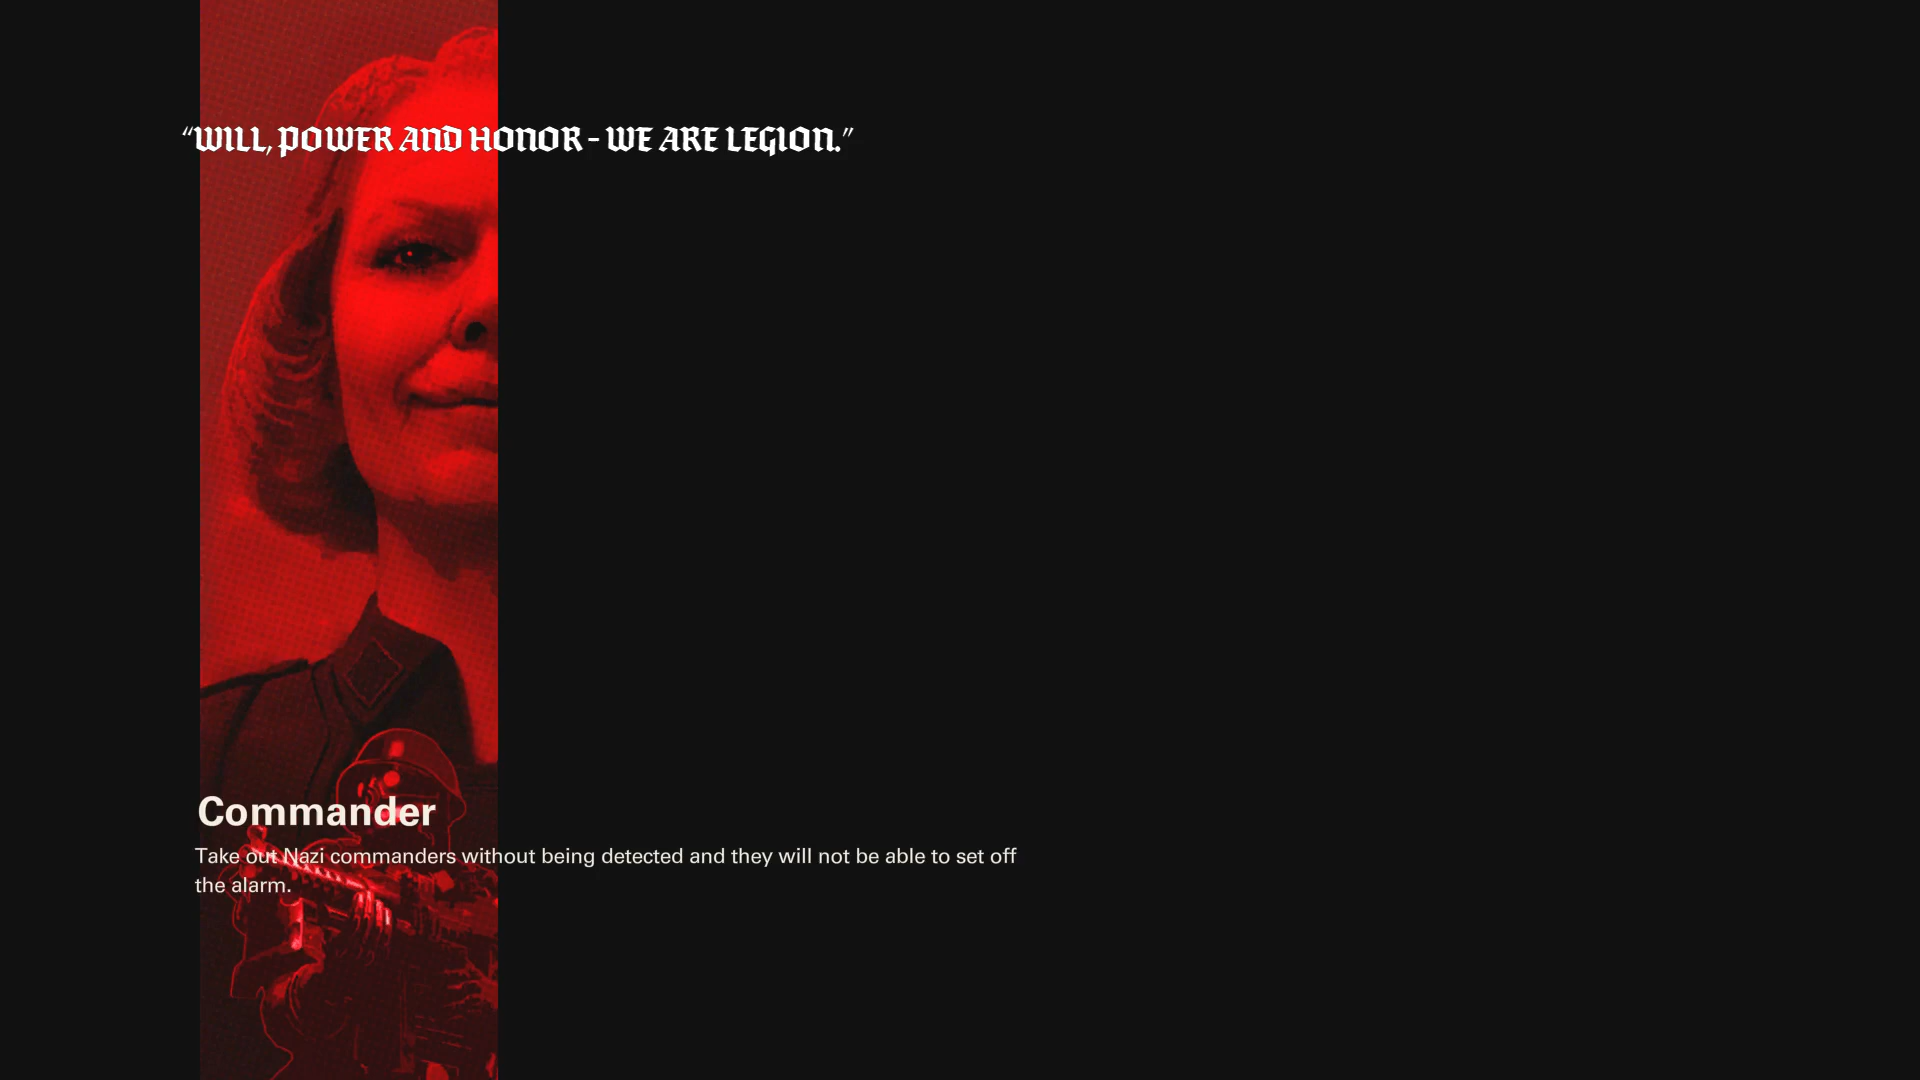 “WILL, POWER AND HONOR - WE ARE LEGION.”
Commander
Take out Nazi commanders without being detected and they will not be able to set off
the alarm.